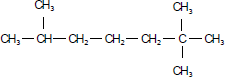 CH₃ CH₃
CH₃ — CH — CH₂ — CH₂ — CH₂ — C — CH₃
CH₃